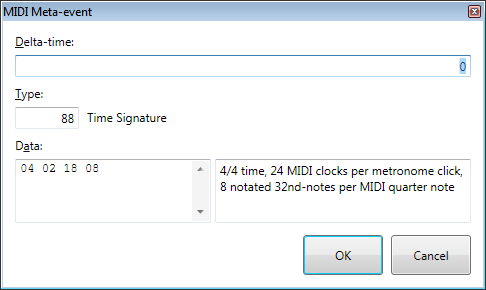 MIDI Meta-event
Delta-time:
0
Type:
88 Time Signature
Data:
04 02 18 08
4/4 time, 24 MIDI clocks per metronome click,
8 notated 32nd-notes per MIDI quarter note
OK Cancel